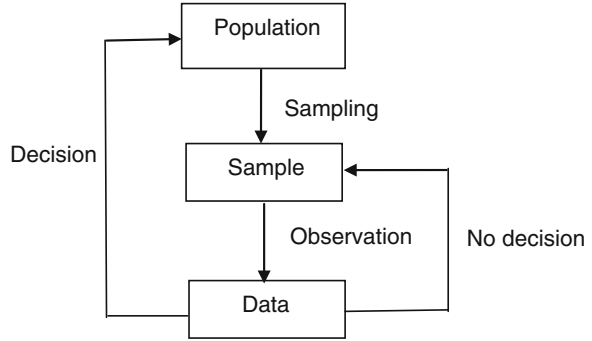 Population
Sampling
Decision
Sample
Observation
No decision
Data